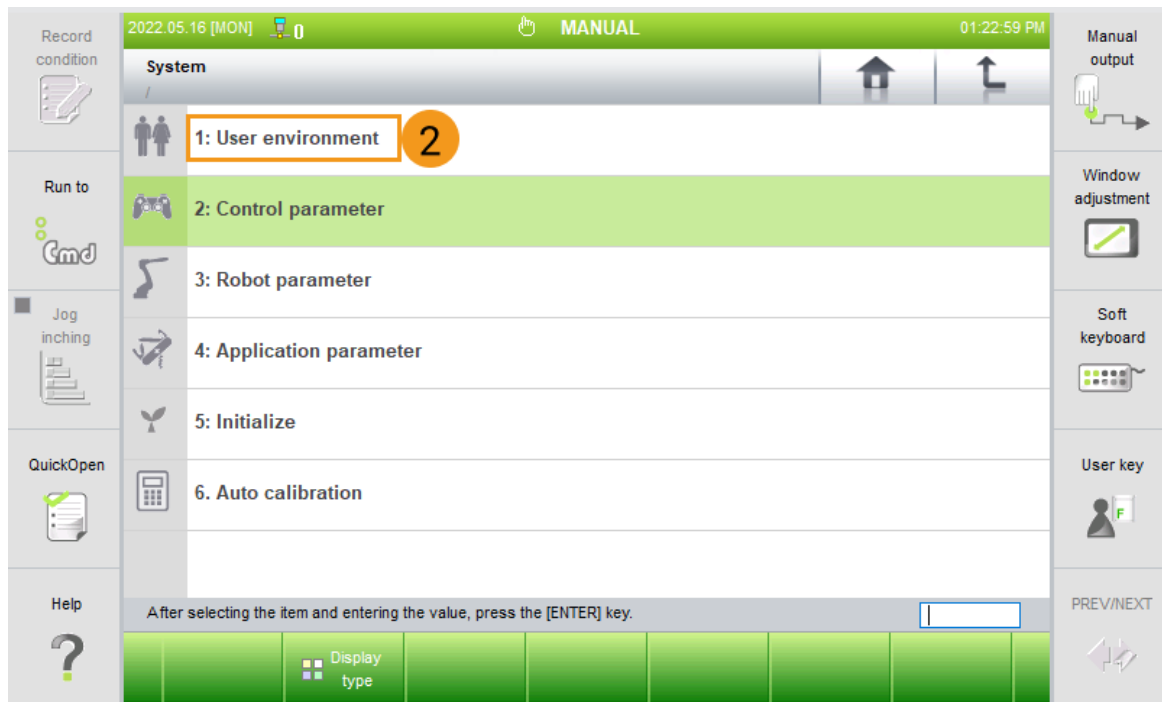 Record
condition
Run to
Cmd
Jog
inching
QuickOpen
Help
2022.05.16 [MON] 0 MANUAL 01:22:59 PM
System
/
1: User environment 2
2: Control parameter
3: Robot parameter
4: Application parameter
5: Initialize
6. Auto calibration
After selecting the item and entering the value, press the [ENTER] key.
Display
type
Manual
output
Window
adjustment
Soft
keyboard
User key
F
PREV/NEXT